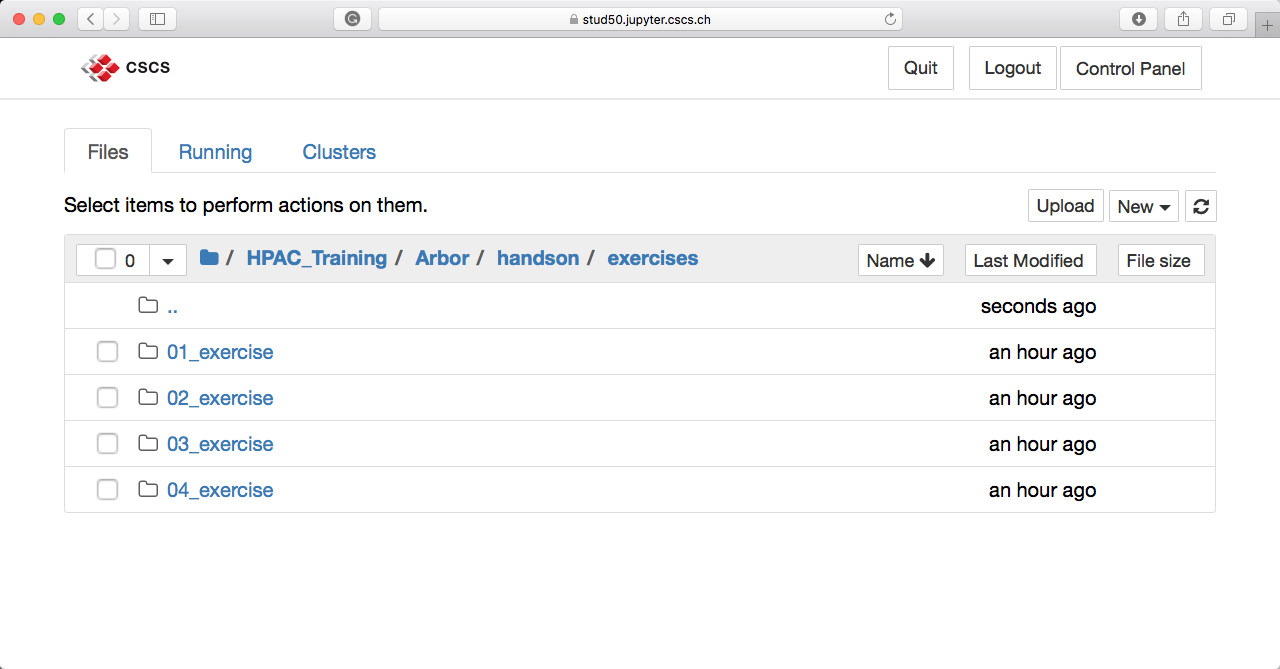 stud50.jupyter.cscs.ch
CSCS
Quit Logout Control Panel
Files Running Clusters
Select items to perform actions on them.
Upload New
0 / HPAC_Training / Arbor / handson / exercises Name Last Modified File size
.. seconds ago
01_exercise an hour ago
02_exercise an hour ago
03_exercise an hour ago
04_exercise an hour ago